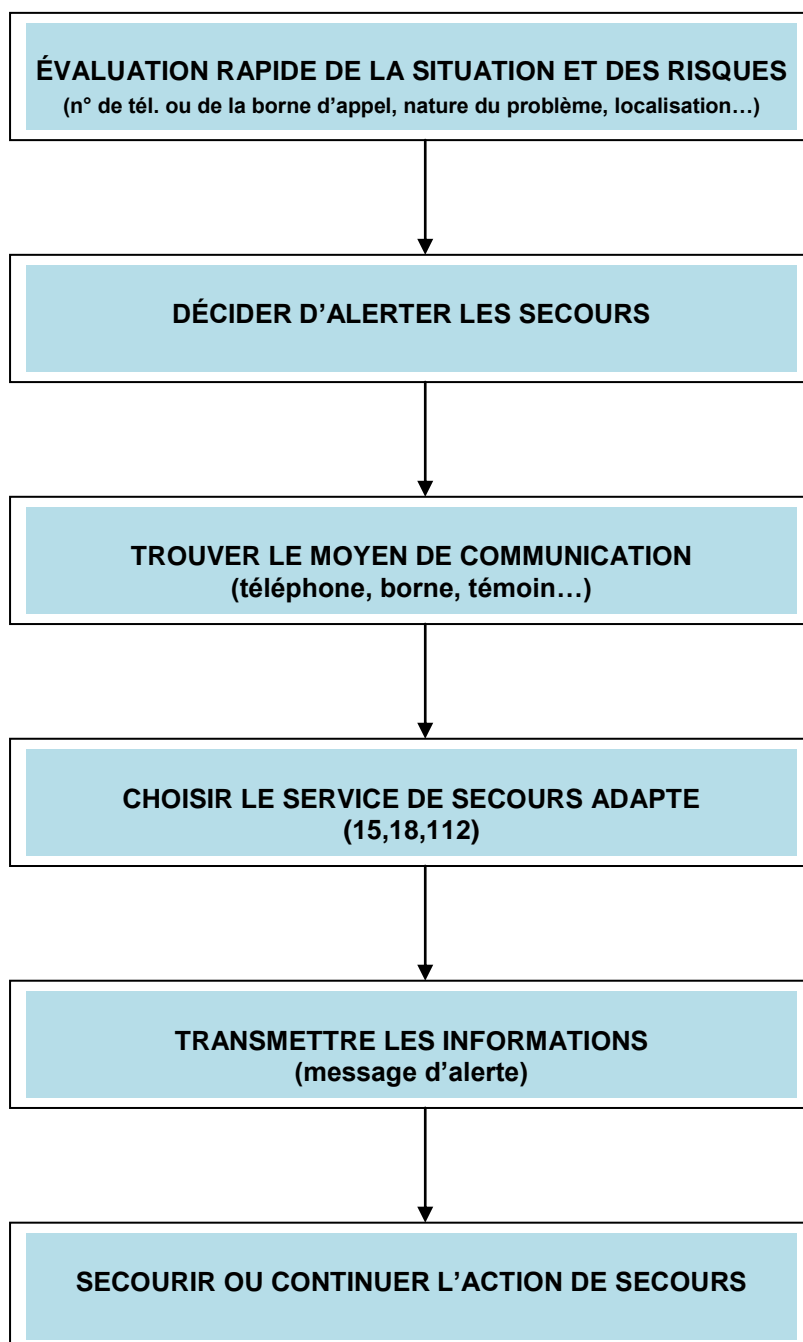 ÉVALUATION RAPIDE DE LA SITUATION ET DES RISQUES
(n° de tél. ou de la borne d’appel, nature du problème, localisation…)
DÉCIDER D’ALERTER LES SECOURS
TROUVER LE MOYEN DE COMMUNICATION
(téléphone, borne, témoin…)
CHOISIR LE SERVICE DE SECOURS ADAPTE
(15,18,112)
TRANSMETTRE LES INFORMATIONS
(message d’alerte)
SECOURIR OU CONTINUER L’ACTION DE SECOURS